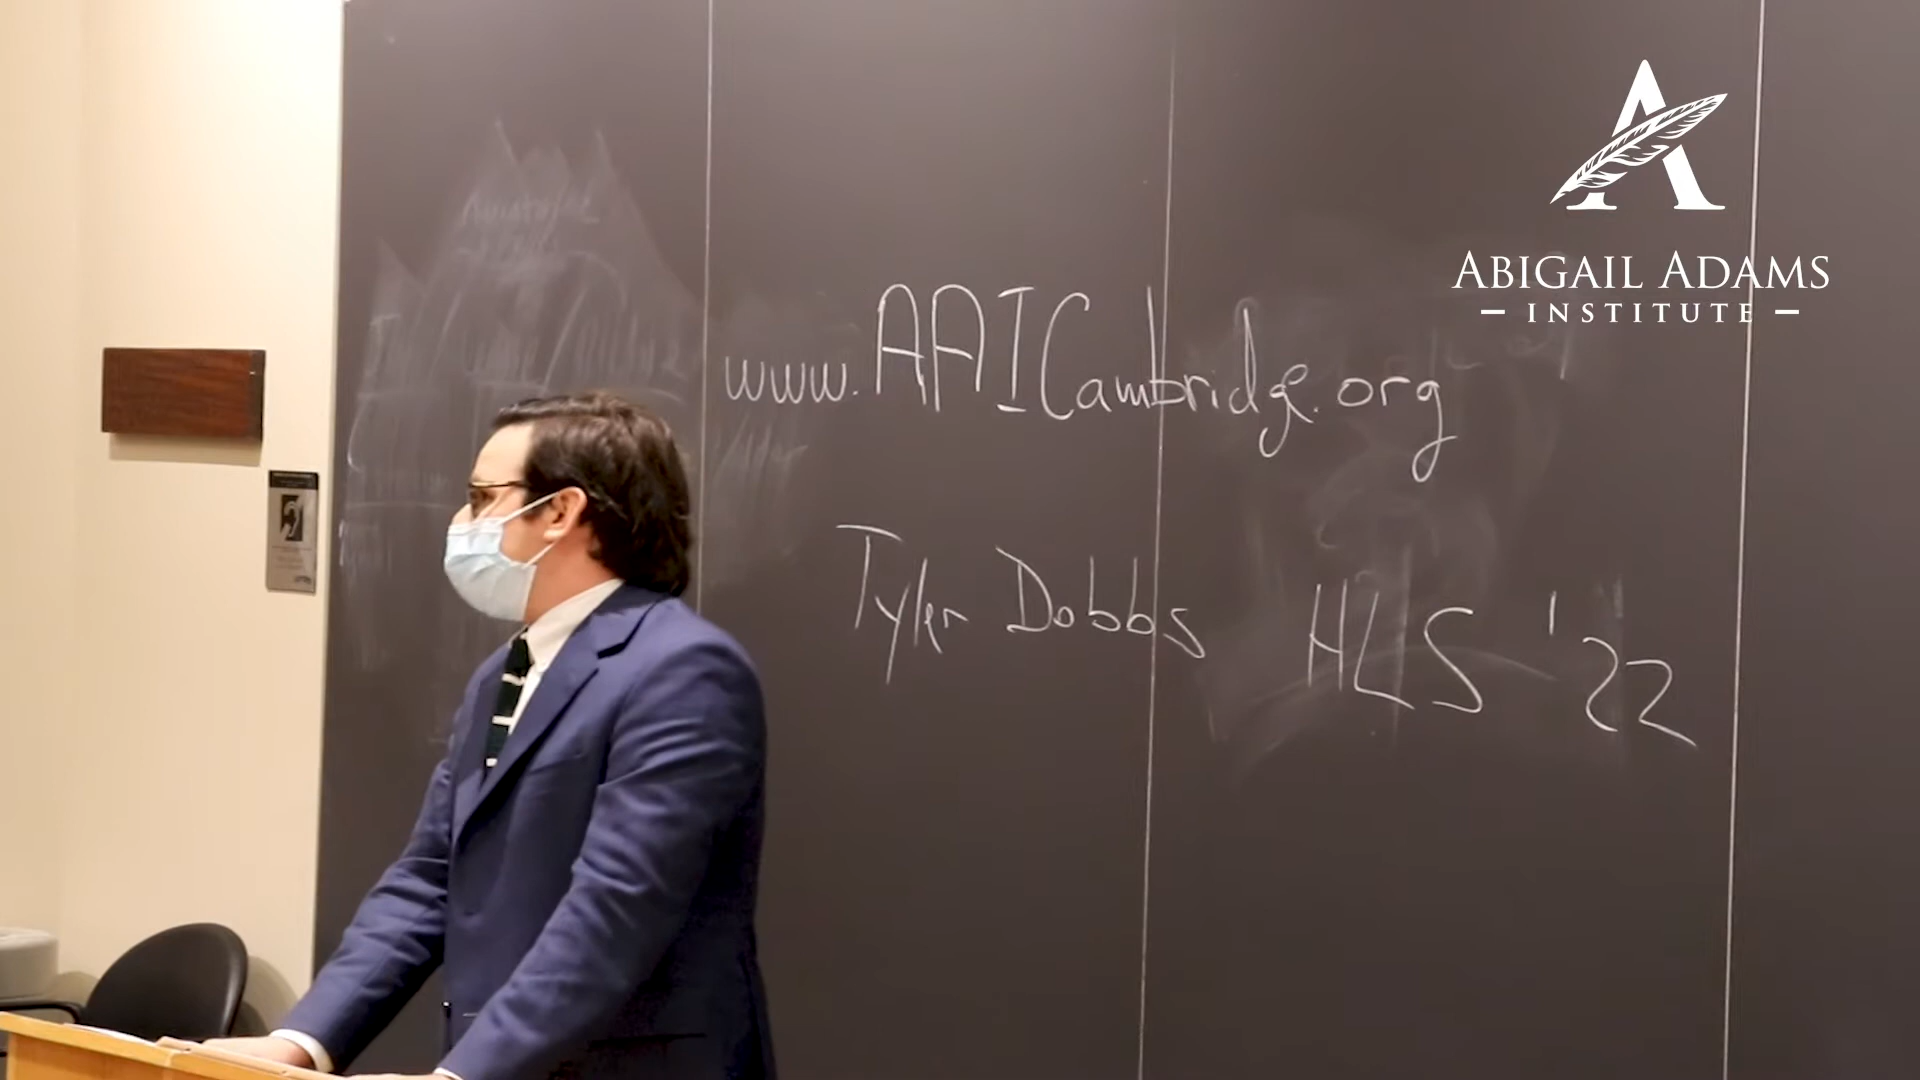 www.AAICambridge.org
Tyler Dobbs HLS '22
ABIGAIL ADAMS
INSTITUTE